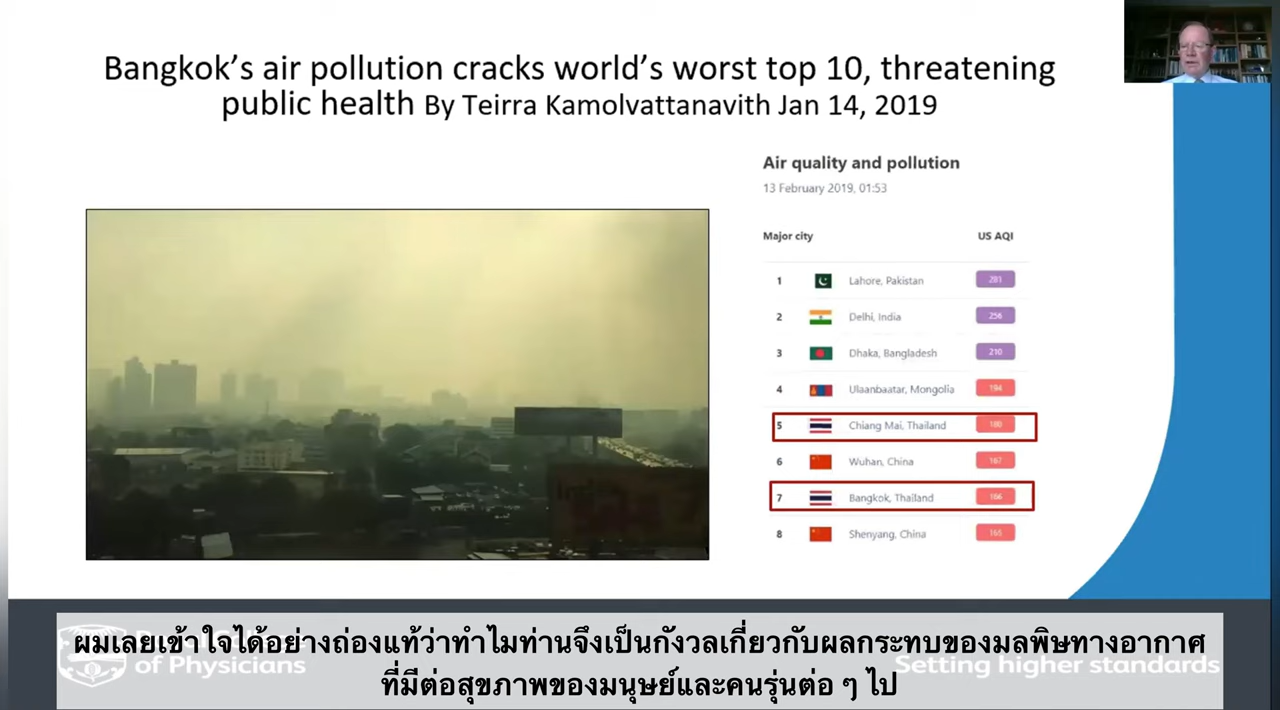 Bangkok's air pollution cracks world's worst top 10, threatening
public health By Teirra Kamolvattanavith Jan 14, 2019
Air quality and pollution
13 February 2019, 01:53
Major city US AQI
1 Lahore, Pakistan 281
2 Delhi, India 256
3 Dhaka, Bangladesh 210
4 Ulaanbaatar, Mongolia 194
5 Chiang Mai, Thailand 180
6 Wuhan, China 167
7 Bangkok, Thailand 166
8 Shenyang, China 165
ผมเลยเข้าใจได้อย่างถ่องแท้ว่าทำไมท่านจึงเป็นกังวลเกี่ยวกับผลกระทบของมลพิษทางอากาศ
ที่มีต่อสุขภาพของมนุษย์และคนรุ่นต่อ ๆ ไป
of Physicians
Setting higher standards